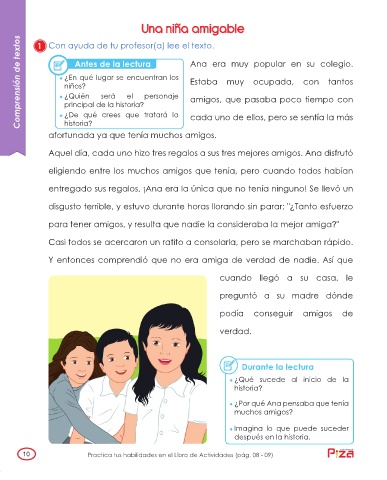 Una niña amigable
Comprensión de textos
1 Con ayuda de tu profesor(a) lee el texto.
Antes de la lectura
¿En qué lugar se encuentran los
niños?
¿Quién será el personaje
principal de la historia?
¿De qué crees que tratará la
historia?
Ana era muy popular en su colegio.
Estaba muy ocupada, con tantos
amigos, que pasaba poco tiempo con
cada uno de ellos, pero se sentía la más
afortunada ya que tenía muchos amigos.
Aquel día, cada uno hizo tres regalos a sus tres mejores amigos. Ana disfrutó
eligiendo entre los muchos amigos que tenía, pero cuando todos habían
entregado sus regalos, ¡Ana era la única que no tenía ninguno! Se llevó un
disgusto terrible, y estuvo durante horas llorando sin parar: "¿Tanto esfuerzo
para tener amigos, y resulta que nadie la consideraba la mejor amiga?"
Casi todos se acercaron un ratito a consolarla, pero se marchaban rápido.
Y entonces comprendió que no era amiga de verdad de nadie. Así que
cuando llegó a su casa, le
preguntó a su madre dónde
podía conseguir amigos de
verdad.
Durante la lectura
¿Qué sucede al inicio de la
historia?
¿Por qué Ana pensaba que tenía
muchos amigos?
Imagina lo que puede suceder
después en la historia.
10
Practica tus habilidades en el Libro de Actividades (pág. 08 - 09)